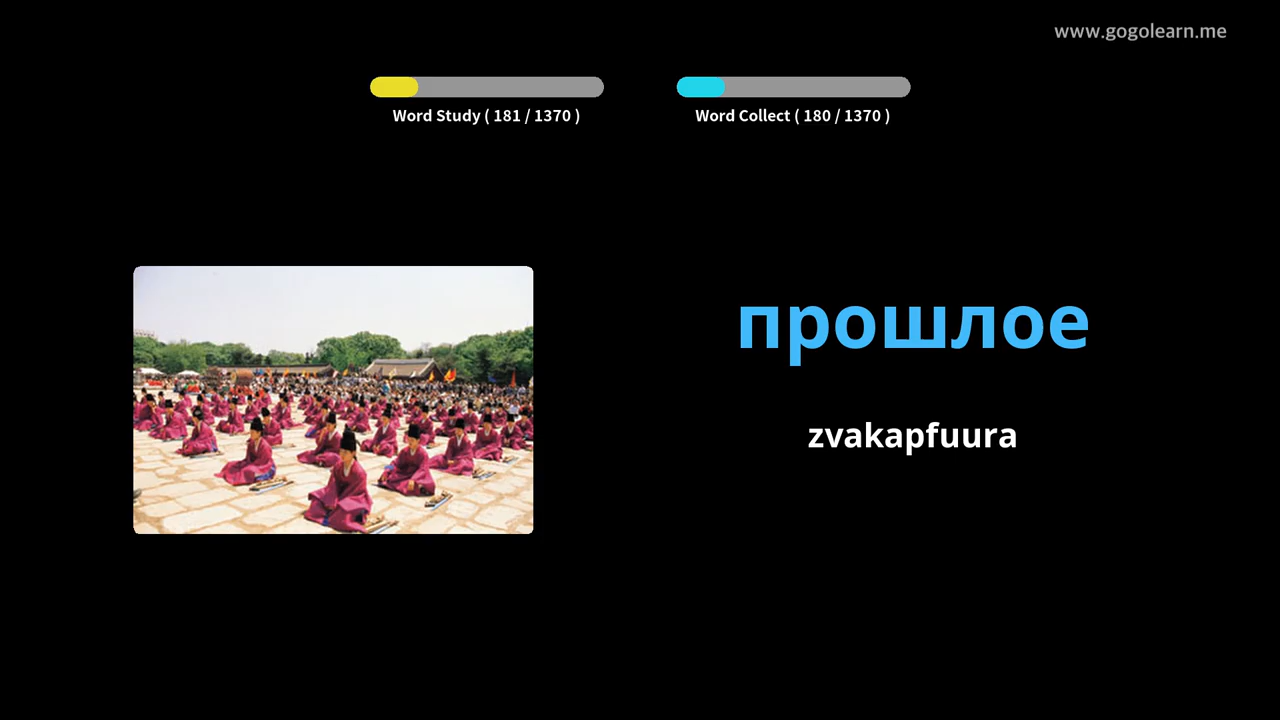 www.gogolearn.me
Word Study ( 181 / 1370 )
Word Collect ( 180 / 1370 )
прошлое
zvakapfuura